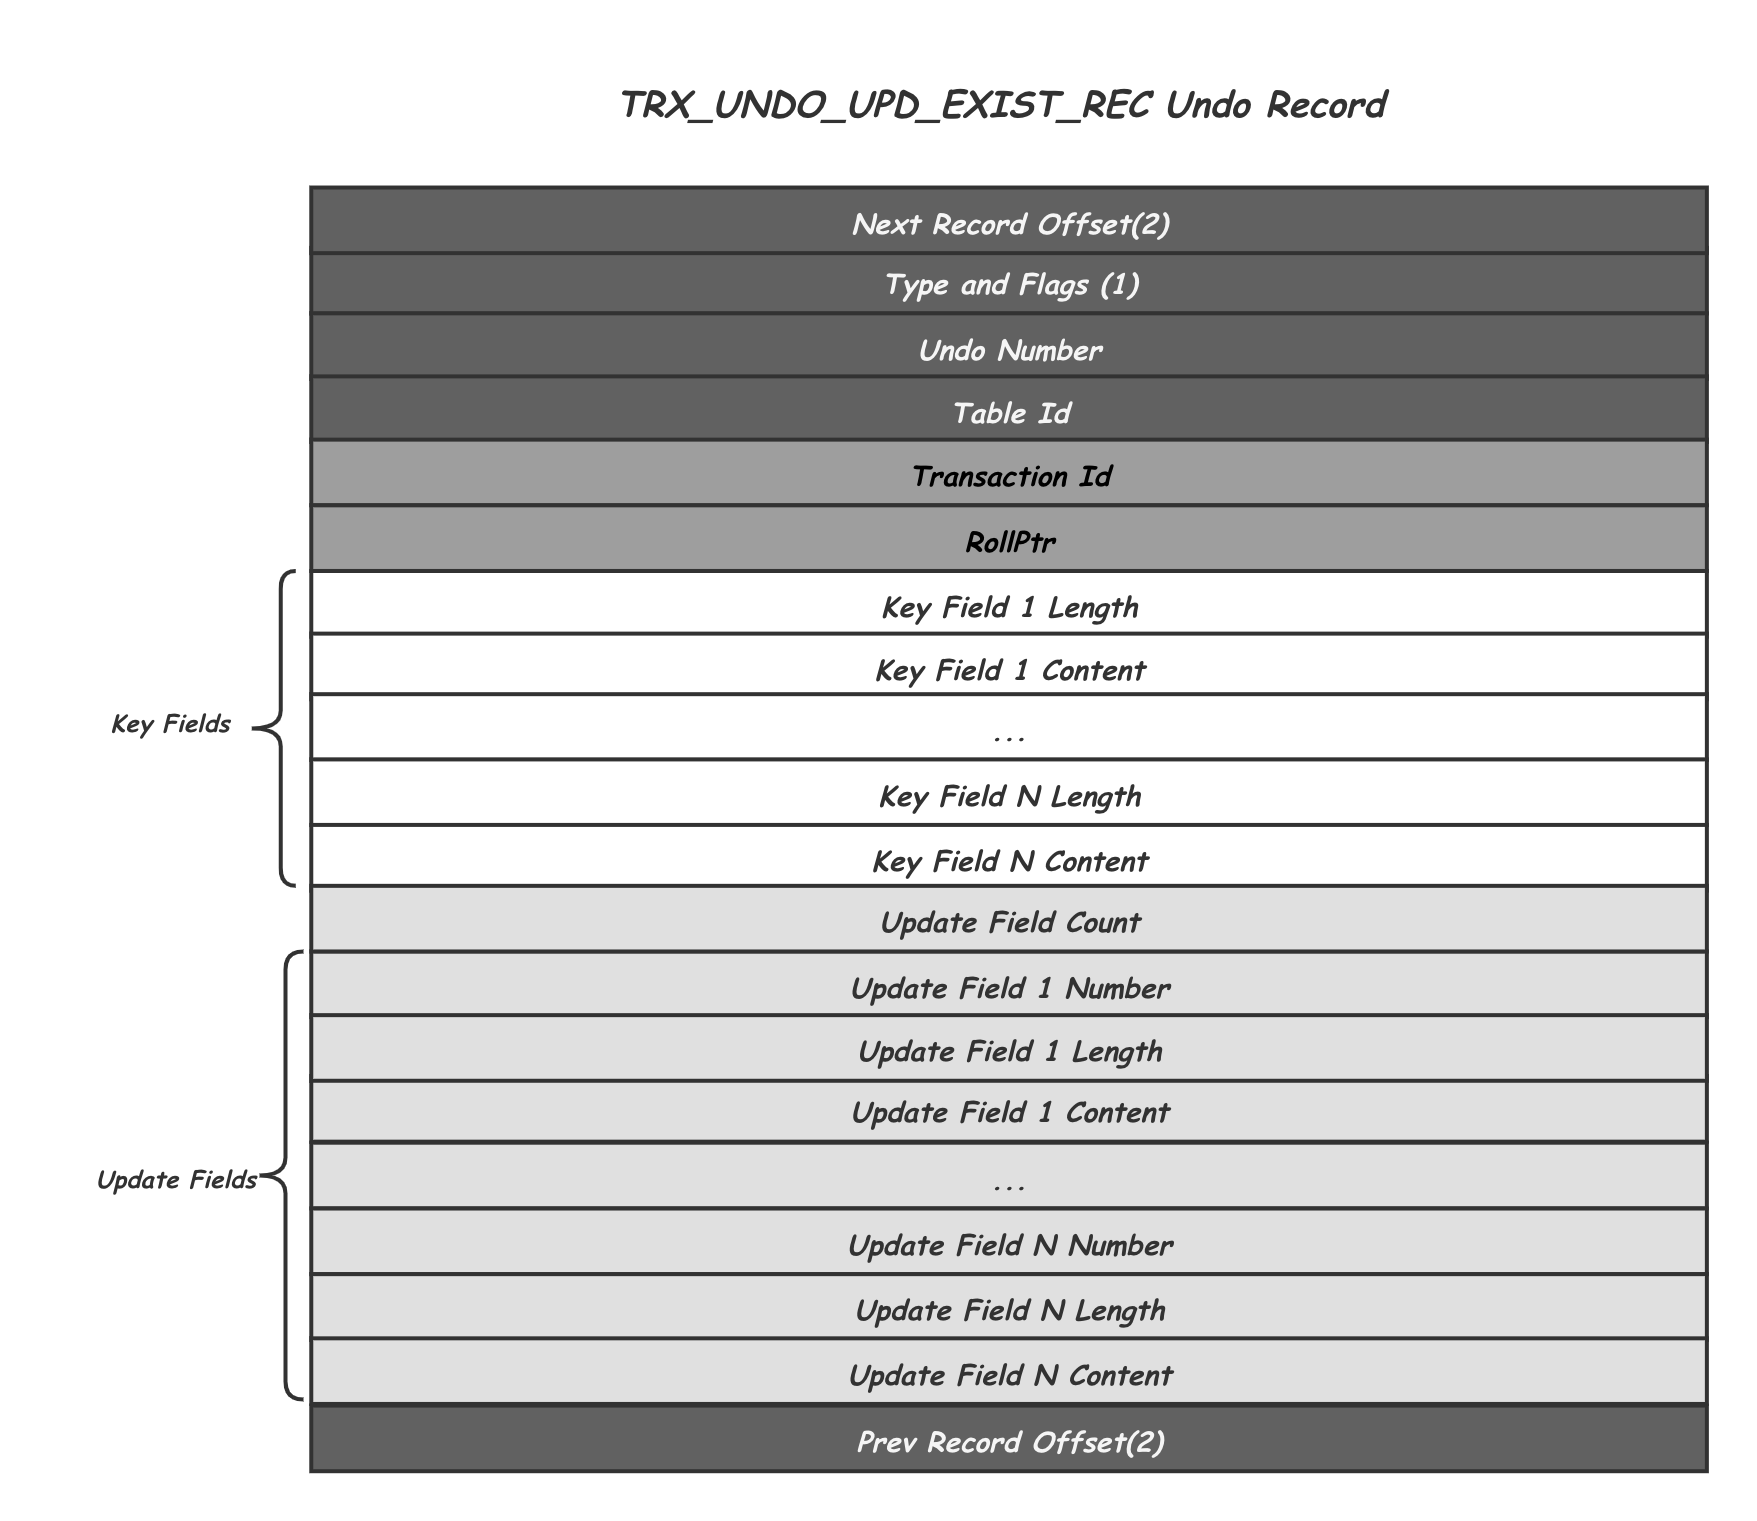 TRX_UNDO_UPD_EXIST_REC Undo Record
Next Record Offset(2)
Type and Flags (1)
Undo Number
Table Id
Transaction Id
RollPtr
Key Field 1 Length
Key Field 1 Content
Key Fields
...
Key Field N Length
Key Field N Content
Update Field Count
Update Field 1 Number
Update Field 1 Length
Update Field 1 Content
Update Fields
...
Update Field N Number
Update Field N Length
Update Field N Content
Prev Record Offset(2)